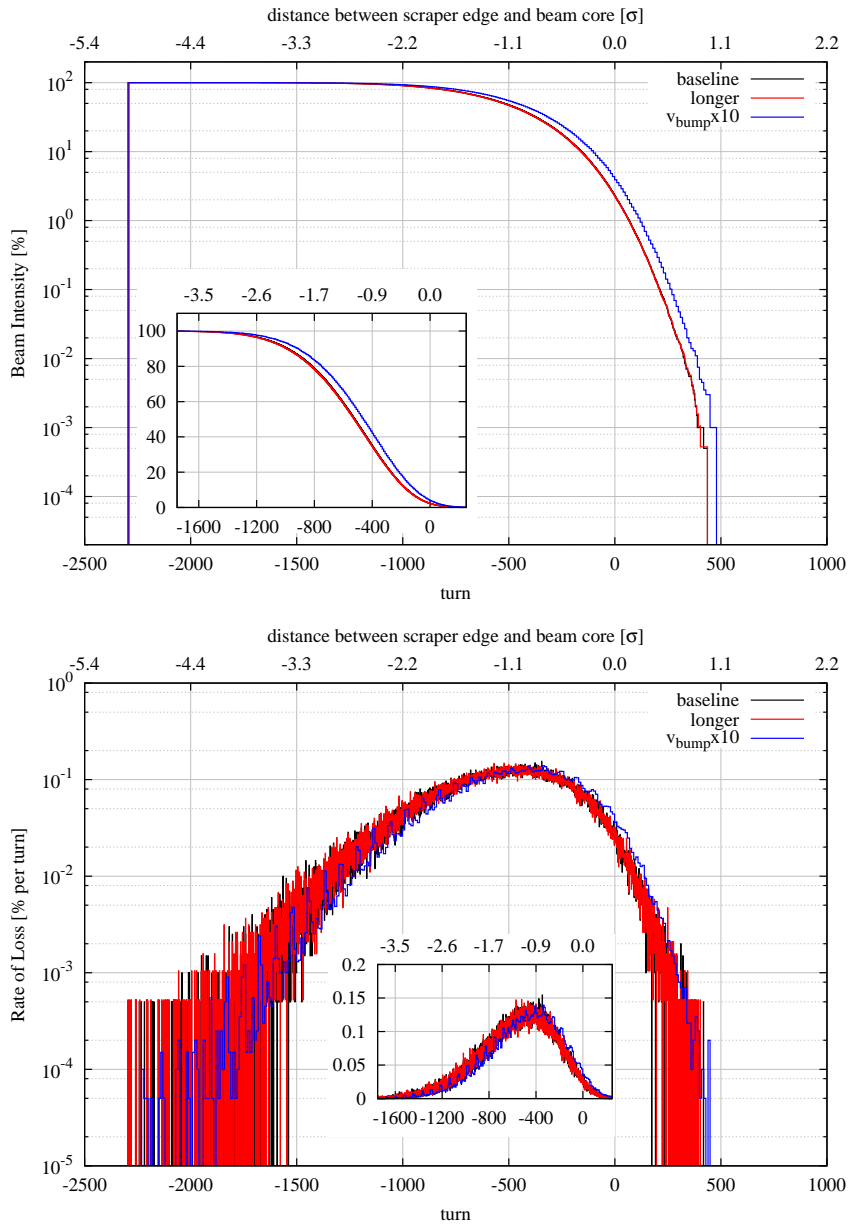 distance between scraper edge and beam core [σ]
-5.4 -4.4 -3.3 -2.2 -1.1 0.0 1.1 2.2
10^2
10^1
10^0
10^-1
10^-2
10^-3
10^-4
Beam Intensity [%]
baseline
longer
v_bump x10
-3.5 -2.6 -1.7 -0.9 0.0
100
80
60
40
20
0
-1600 -1200 -800 -400 0
-2500 -2000 -1500 -1000 -500 0 500 1000
turn
distance between scraper edge and beam core [σ]
-5.4 -4.4 -3.3 -2.2 -1.1 0.0 1.1 2.2
10^0
10^-1
10^-2
10^-3
10^-4
10^-5
Rate of Loss [% per turn]
baseline
longer
v_bump x10
-3.5 -2.6 -1.7 -0.9 0.0
0.2
0.15
0.1
0.05
0
-1600 -1200 -800 -400 0
-2500 -2000 -1500 -1000 -500 0 500 1000
turn